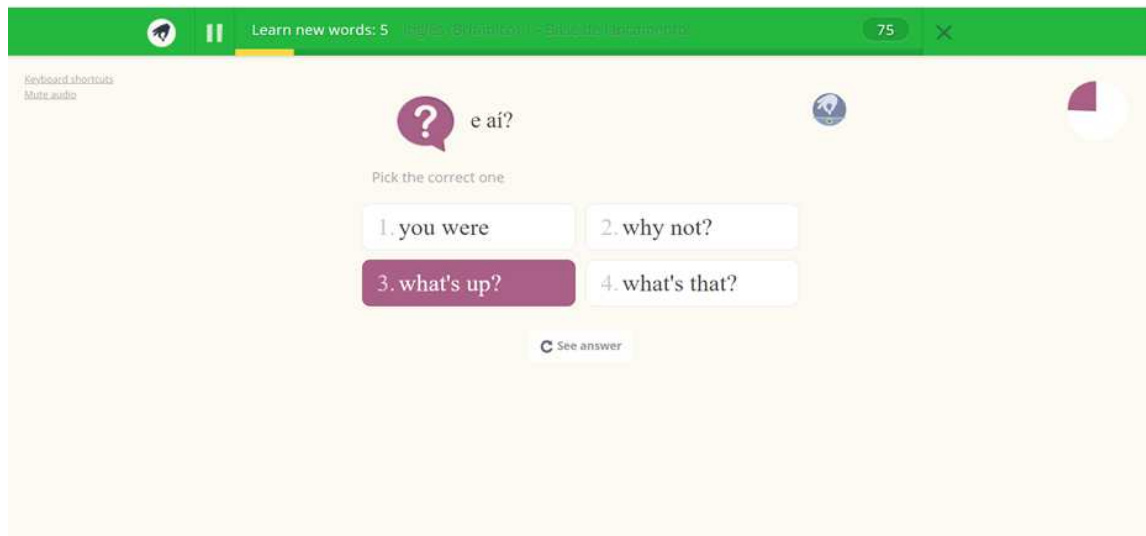 Learn new words: 5 75
Keyboard shortcuts
Mute audio
? e aí?
Pick the correct one
1. you were
2. why not?
3. what's up?
4. what's that?
See answer